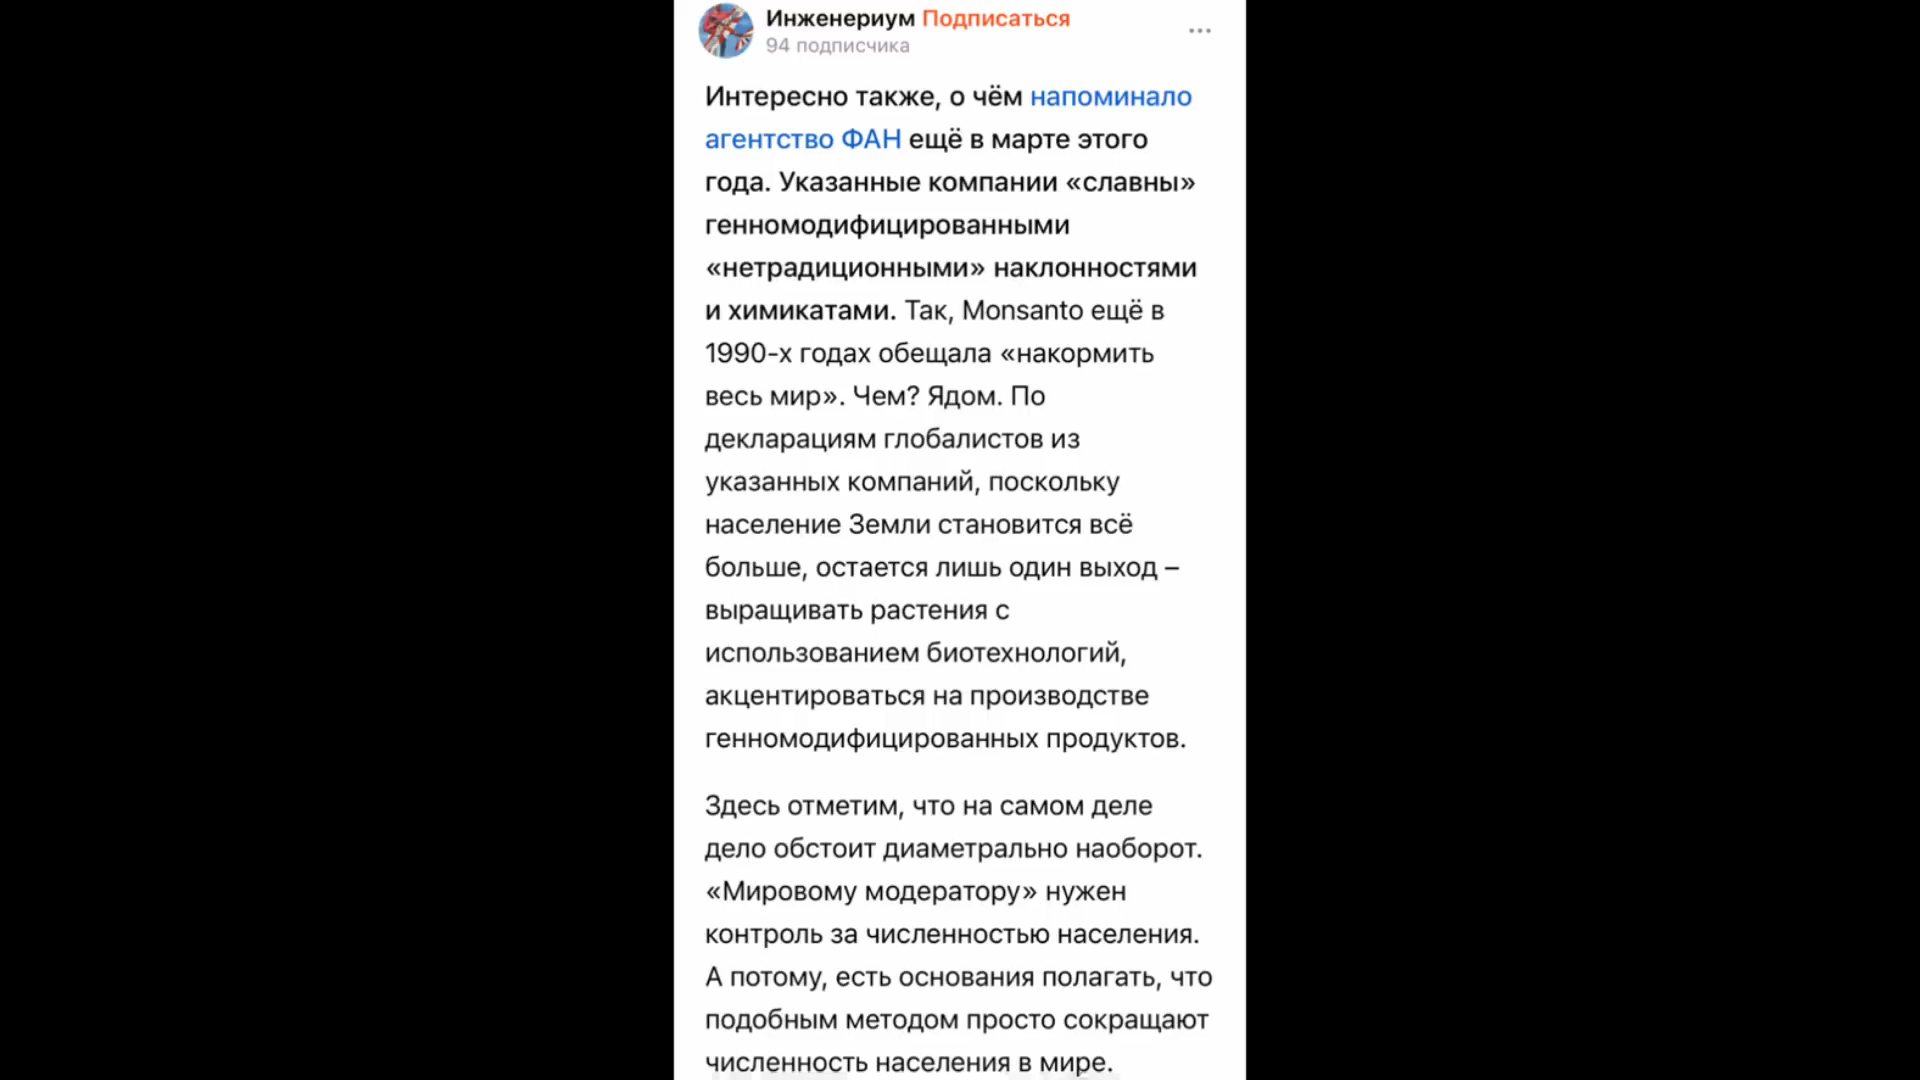 Инженериум Подписаться
94 подписчика
Интересно также, о чём напоминало
агентство ФАН ещё в марте этого
года. Указанные компании «славны»
генномодифицированными
«нетрадиционными» наклонностями
и химикатами. Так, Monsanto ещё в
1990-х годах обещала «накормить
весь мир». Чем? Ядом. По
декларациям глобалистов из
указанных компаний, поскольку
население Земли становится всё
больше, остается лишь один выход –
выращивать растения с
использованием биотехнологий,
акцентироваться на производстве
генномодифицированных продуктов.
Здесь отметим, что на самом деле
дело обстоит диаметрально наоборот.
«Мировому модератору» нужен
контроль за численностью населения.
А потому, есть основания полагать, что
подобным методом просто сокращают
численность населения в мире.